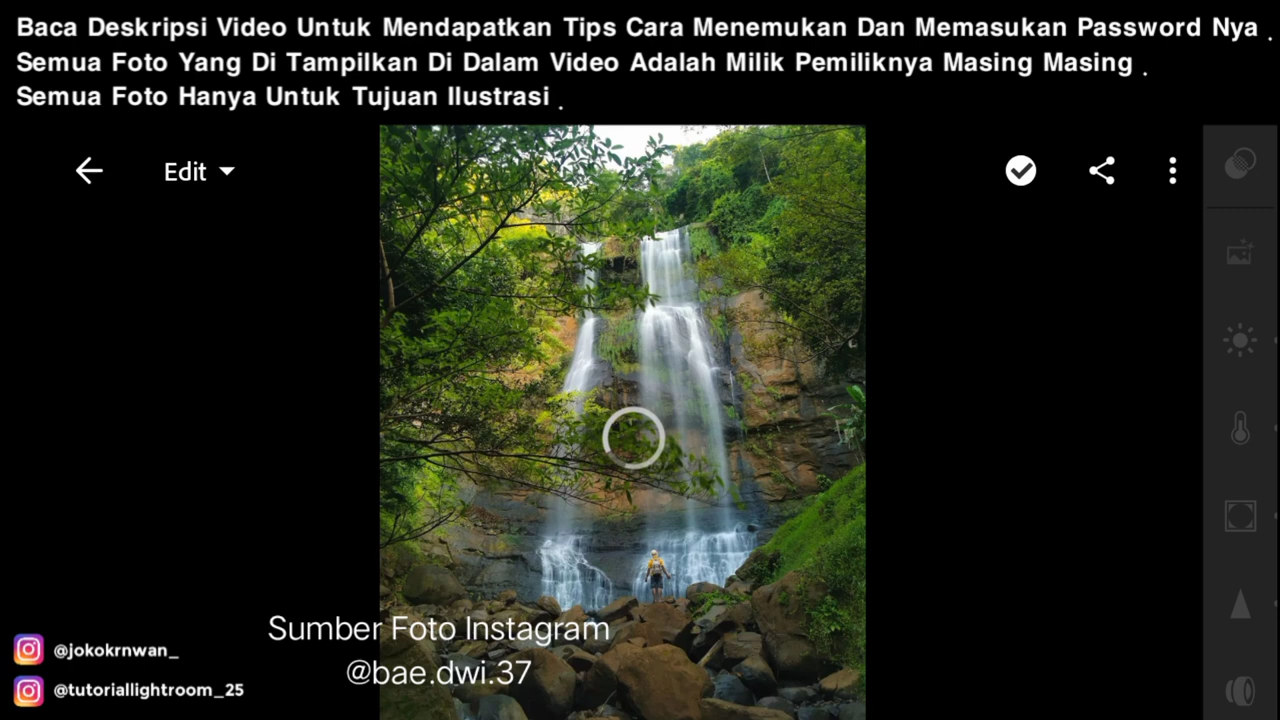 Baca Deskripsi Video Untuk Mendapatkan Tips Cara Menemukan Dan Memasukan Password Nya .
Semua Foto Yang Di Tampilkan Di Dalam Video Adalah Milik Pemiliknya Masing Masing .
Semua Foto Hanya Untuk Tujuan Ilustrasi .
Edit
Sumber Foto Instagram
@bae.dwi.37
@jokokrnwan_
@tutoriallightroom_25